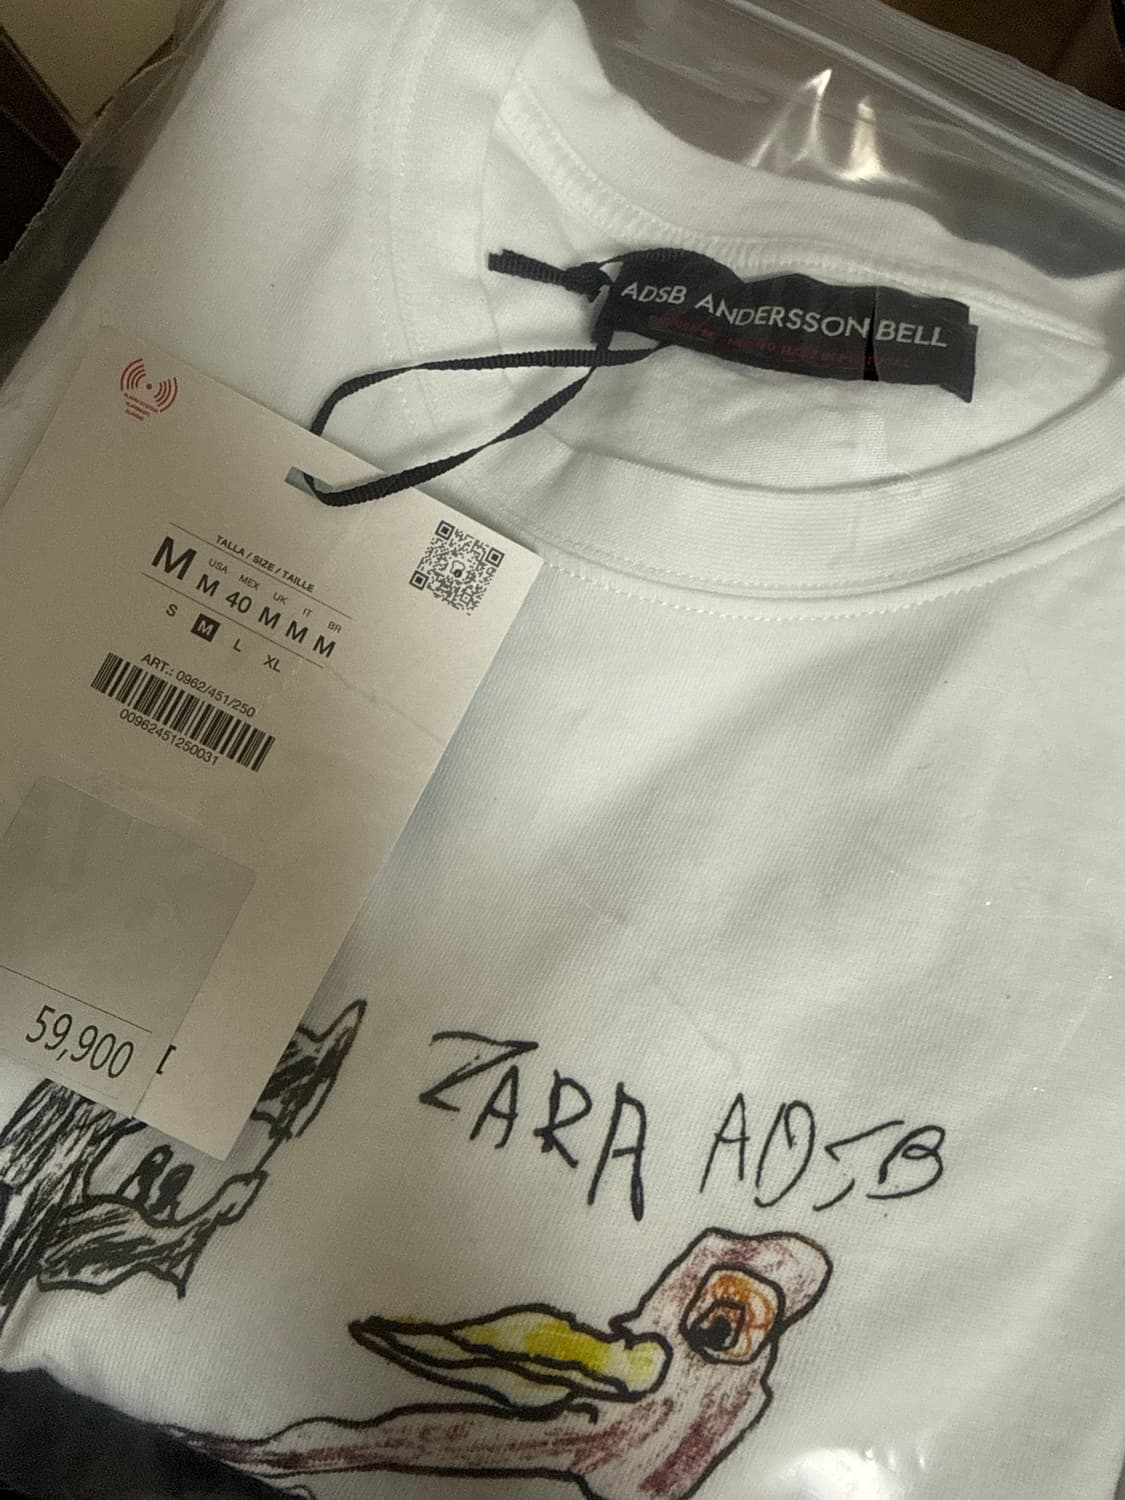 ADSB ANDERSSON BELL
TALLA / SIZE / TAILLE
USA MEX UK IT BR
M M 40 M M M
S M L XL
ART.: 0962/451/250
00962451250031
59,900
ZARA ADSB